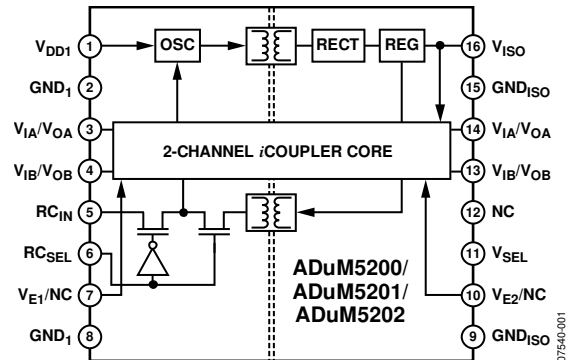 V_DD1 1 OSC RECT REG 16 V_ISO
GND_1 2 15 GND_ISO
V_IA/V_OA 3 14 V_IA/V_OA
2-CHANNEL iCOUPLER CORE
V_IB/V_OB 4 13 V_IB/V_OB
RC_IN 5 12 NC
RC_SEL 6 11 V_SEL
ADuM5200/
ADuM5201/
ADuM5202
V_E1/NC 7 10 V_E2/NC
GND_1 8 9 GND_ISO
07540-001